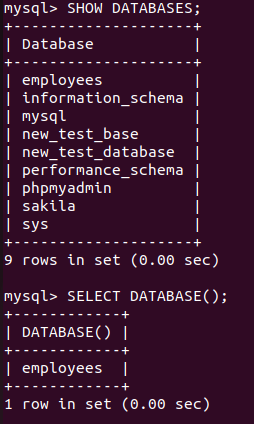 mysql> SHOW DATABASES;
+--------------------+
| Database           |
+--------------------+
| employees          |
| information_schema |
| mysql              |
| new_test_base      |
| new_test_database  |
| performance_schema |
| phpmyadmin         |
| sakila             |
| sys                |
+--------------------+
9 rows in set (0.00 sec)

mysql> SELECT DATABASE();
+------------+
| DATABASE() |
+------------+
| employees  |
+------------+
1 row in set (0.00 sec)